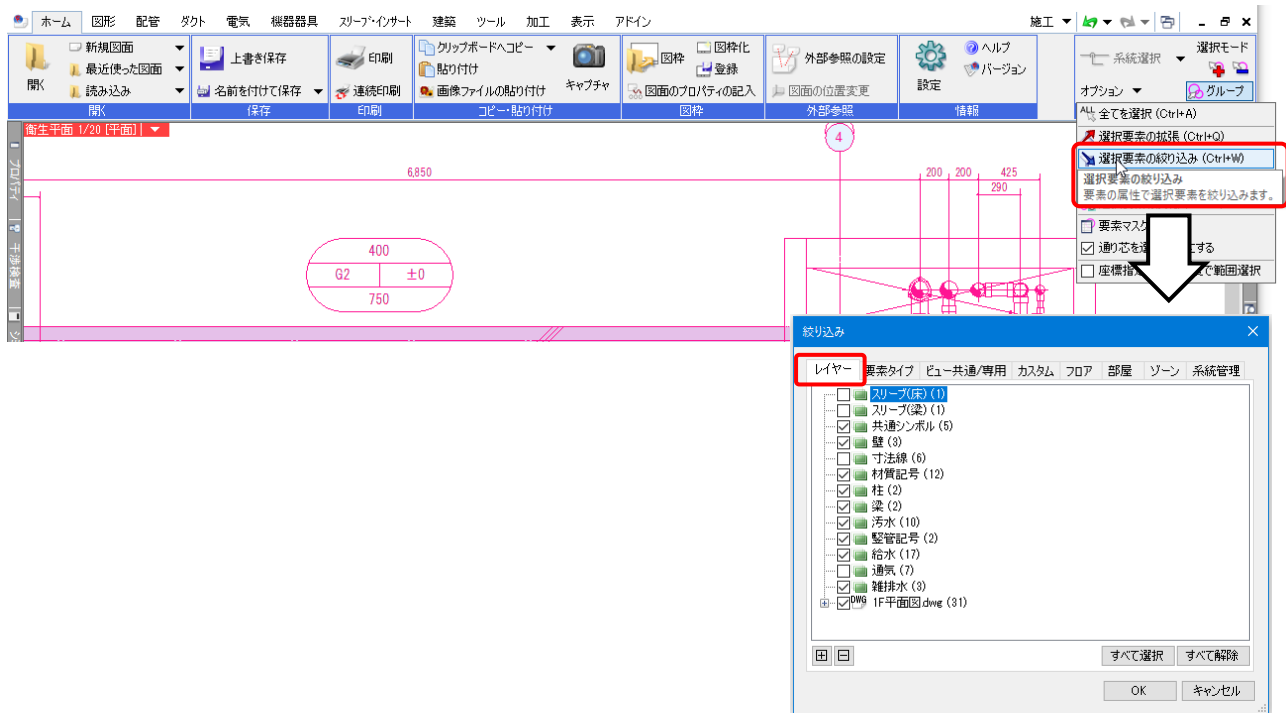 ホーム 図形 配管 ダクト 電気 機器器具 スリーブ・インサート 建築 ツール 加工 表示 アドイン 施工
新規図面 上書き保存 印刷 クリップボードへコピー 図枠 図枠化 外部参照の設定 ヘルプ 系統選択 選択モード
最近使った図面 貼り付け 登録 バージョン
開く 読み込み 名前を付けて保存 連続印刷 画像ファイルの貼り付け キャプチャ 図面のプロパティの記入 図面の位置変更 設定 オプション グループ
開く 保存 印刷 コピー・貼り付け 図枠 外部参照 情報
ALL 全てを選択 (Ctrl+A)
選択要素の拡張 (Ctrl+Q)
選択要素の絞り込み (Ctrl+W)
選択要素の絞り込み
要素の属性で選択要素を絞り込みます。
要素マスク
通り芯を選 にする
座標指定 で範囲選択
衛生平面 1/20 [平面]
プロパティ
干渉検査
4
6,850
200 200 425
290
400
G2 ±0
750
絞り込み
レイヤー 要素タイプ ビュー共通/専用 カスタム フロア 部屋 ゾーン 系統管理
スリーブ(床) (1)
スリーブ(梁) (1)
共通シンボル (5)
壁 (3)
寸法線 (6)
材質記号 (12)
柱 (2)
梁 (2)
汚水 (10)
竪管記号 (2)
給水 (17)
通気 (7)
雑排水 (3)
DWG 1F平面図.dwg (31)
すべて選択 すべて解除
OK キャンセル